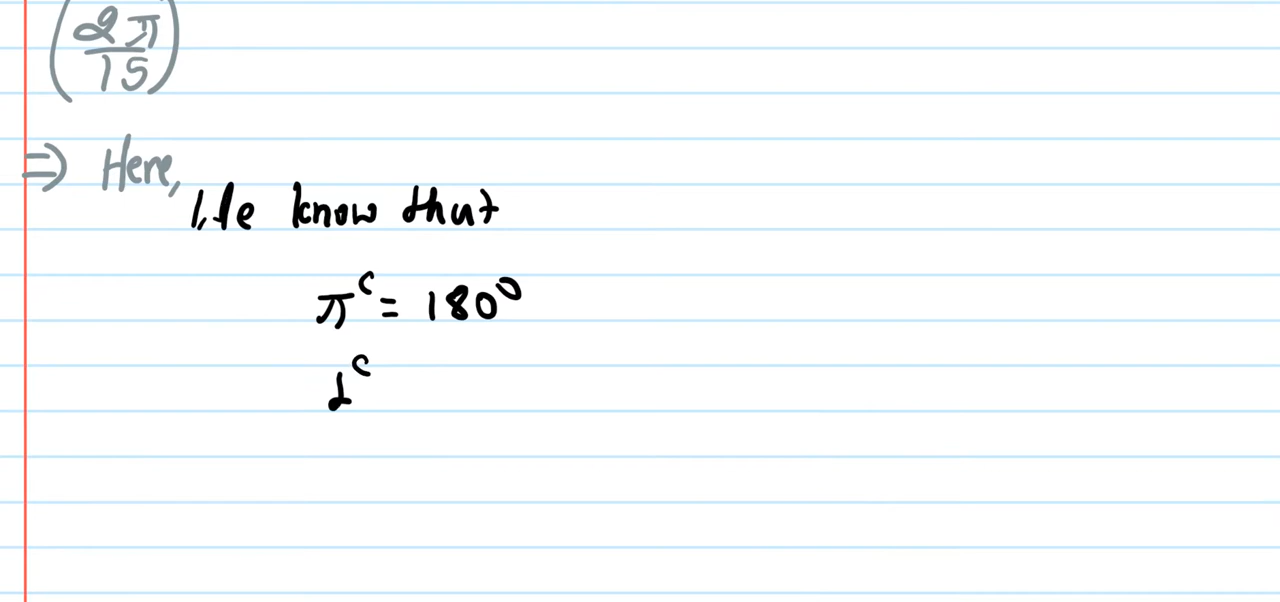 (2π/15)
⇒ Here,
We know that
π^c = 180°
1^c